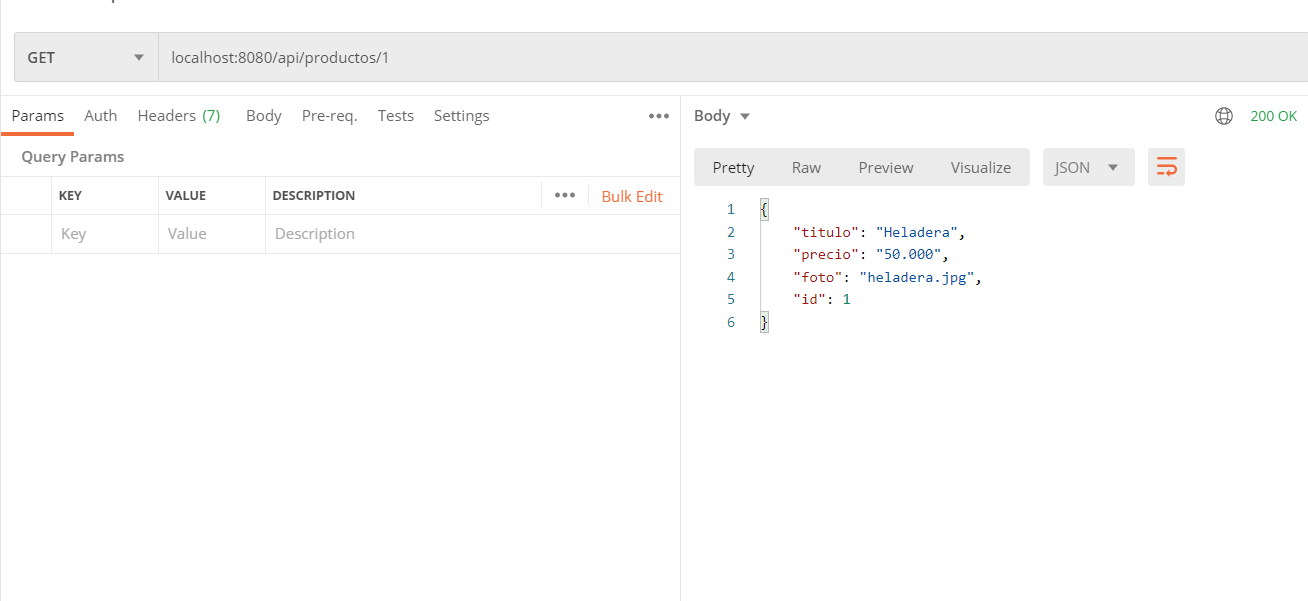 GET localhost:8080/api/productos/1
Params Auth Headers (7) Body Pre-req. Tests Settings
Query Params
KEY VALUE DESCRIPTION Bulk Edit
Key Value Description
Body 200 OK
Pretty Raw Preview Visualize JSON
1 {
2 "titulo": "Heladera",
3 "precio": "50.000",
4 "foto": "heladera.jpg",
5 "id": 1
6 }